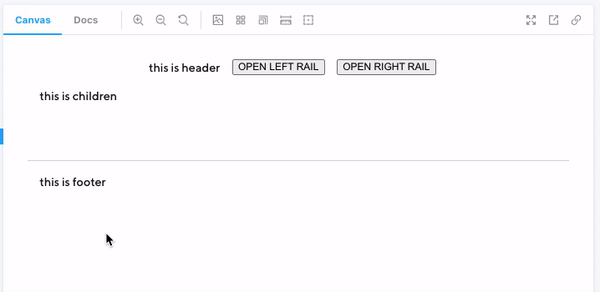 Canvas Docs
this is header OPEN LEFT RAIL OPEN RIGHT RAIL
this is children
this is footer